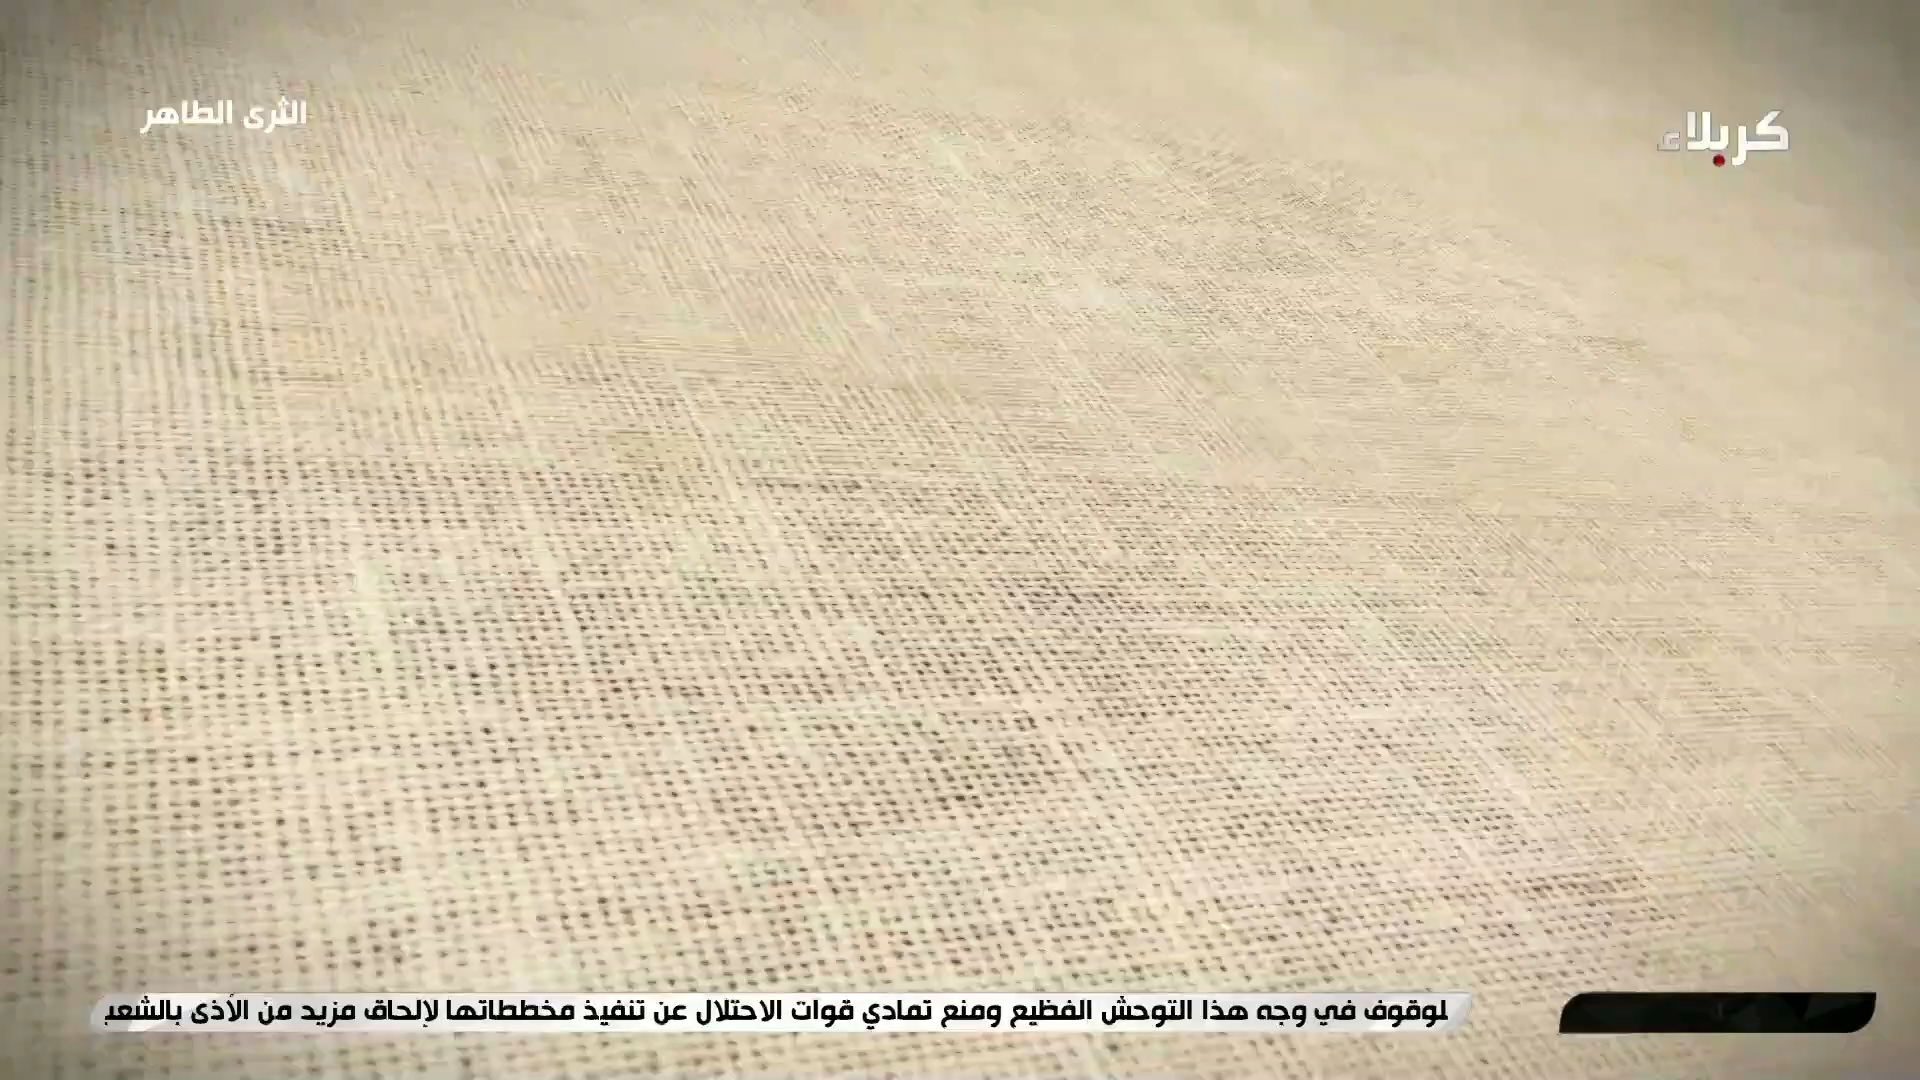 كربلاء
الثرى الطاهر
لوقوف في وجه هذا التوحش الفظيع ومنع تمادي قوات الاحتلال عن تنفيذ مخططاتها لإلحاق مزيد من الأذى بالشعب